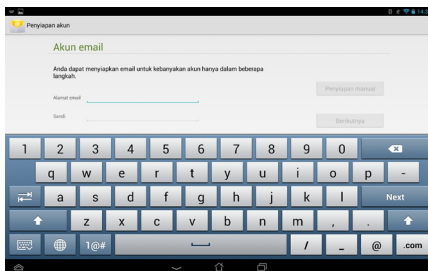 Penyiapan akun
Akun email
Anda dapat menyiapkan email untuk kebanyakan akun hanya dalam beberapa
langkah.
Penyiapan manual
Alamat email
Sandi
Berikutnya
1 2 3 4 5 6 7 8 9 0
q w e r t y u i o p -
a s d f g h j k l Next
z x c v b n m , .
1@# / _ @ .com